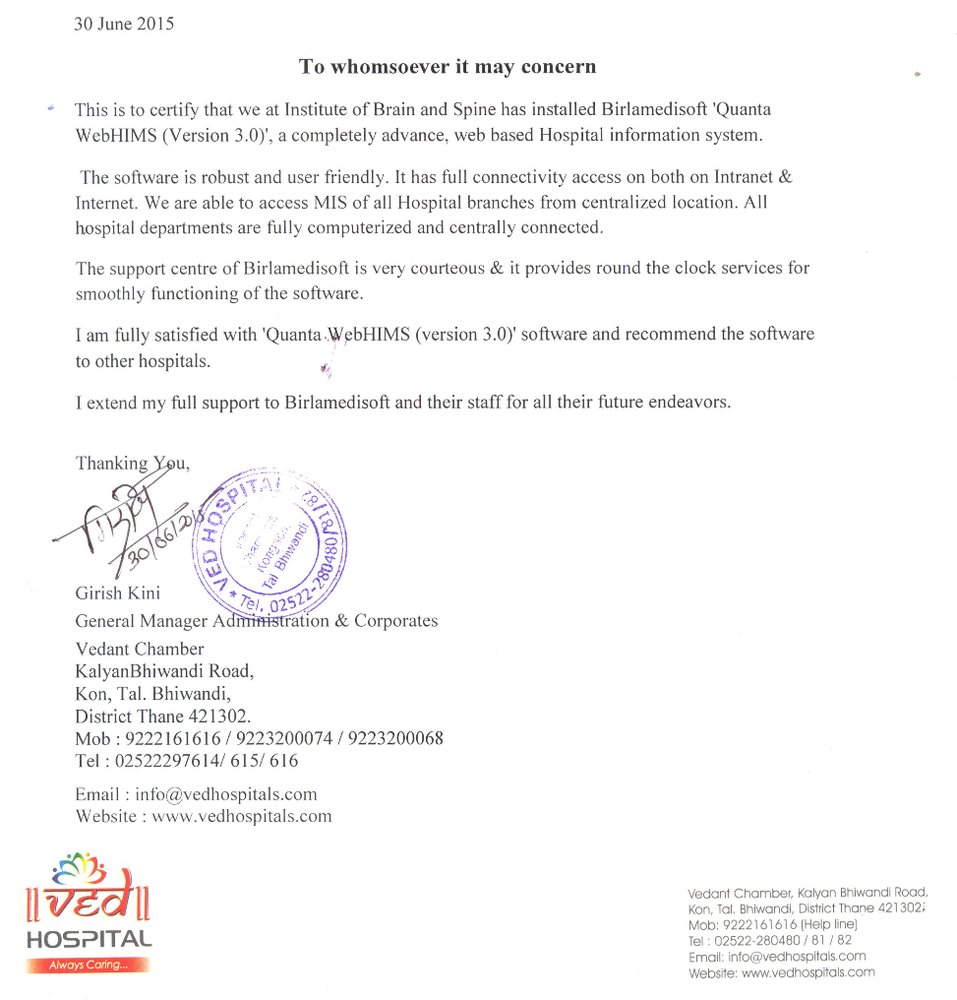 30 June 2015
To whomsoever it may concern
This is to certify that we at Institute of Brain and Spine has installed Birlamedisoft 'Quanta
WebHIMS (Version 3.0)', a completely advance, web based Hospital information system.
The software is robust and user friendly. It has full connectivity access on both on Intranet &
Internet. We are able to access MIS of all Hospital branches from centralized location. All
hospital departments are fully computerized and centrally connected.
The support centre of Birlamedisoft is very courteous & it provides round the clock services for
smoothly functioning of the software.
I am fully satisfied with 'Quanta WebHIMS (version 3.0)' software and recommend the software
to other hospitals.
I extend my full support to Birlamedisoft and their staff for all their future endeavors.
Thanking You,
30/06/2015
VED HOSPITAL
Tal Bhiwandi
★ Tel. 02522-280480/81/82
Girish Kini
General Manager Administration & Corporates
Vedant Chamber
KalyanBhiwandi Road,
Kon, Tal. Bhiwandi,
District Thane 421302.
Mob : 9222161616 / 9223200074 / 9223200068
Tel : 02522297614/ 615/ 616
Email : info@vedhospitals.com
Website : www.vedhospitals.com
ved
HOSPITAL
Always Caring...
Vedant Chamber, Kalyan Bhiwandi Road,
Kon, Tal. Bhiwandi, District Thane 421302;
Mob: 9222161616 (Help line)
Tel : 02522-280480 / 81 / 82
Email: info@vedhospitals.com
Website: www.vedhospitals.com